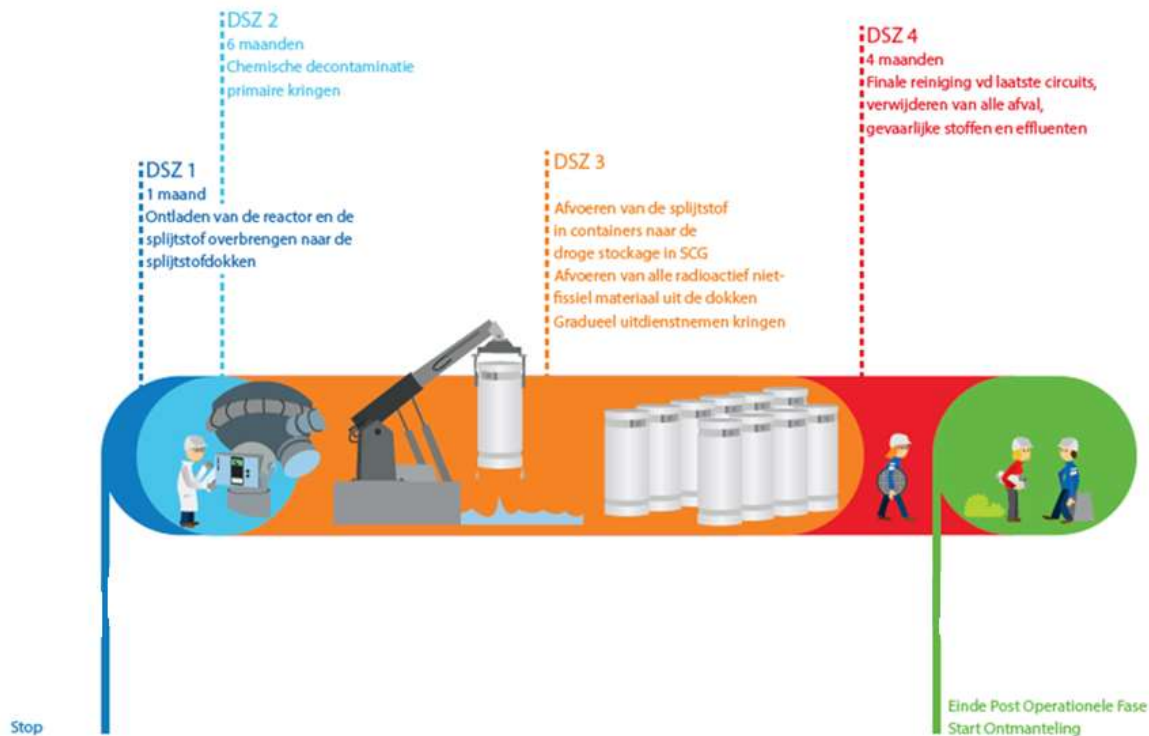 DSZ 2
6 maanden
Chemische decontaminatie
primaire kringen
DSZ 4
4 maanden
Finale reiniging vd laatste circuits,
verwijderen van alle afval,
gevaarlijke stoffen en effluenten
DSZ 1
1 maand
Ontladen van de reactor en de
splijtstof overbrengen naar de
splijtstofdokken
DSZ 3
Afvoeren van de splijtstof
in containers naar de
droge stockage in SCG
Afvoeren van alle radioactief niet-
fissiel materiaal uit de dokken
Gradueel uitdienstnemen kringen
Stop
Einde Post Operationele Fase
Start Ontmanteling